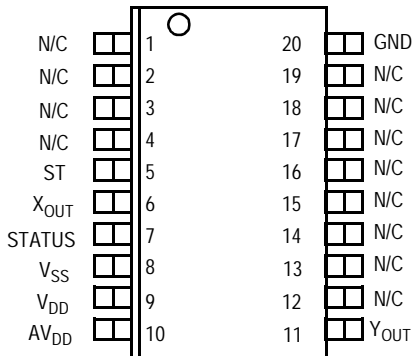 N/C 1 20 GND
N/C 2 19 N/C
N/C 3 18 N/C
N/C 4 17 N/C
ST 5 16 N/C
XOUT 6 15 N/C
STATUS 7 14 N/C
VSS 8 13 N/C
VDD 9 12 N/C
AVDD 10 11 YOUT